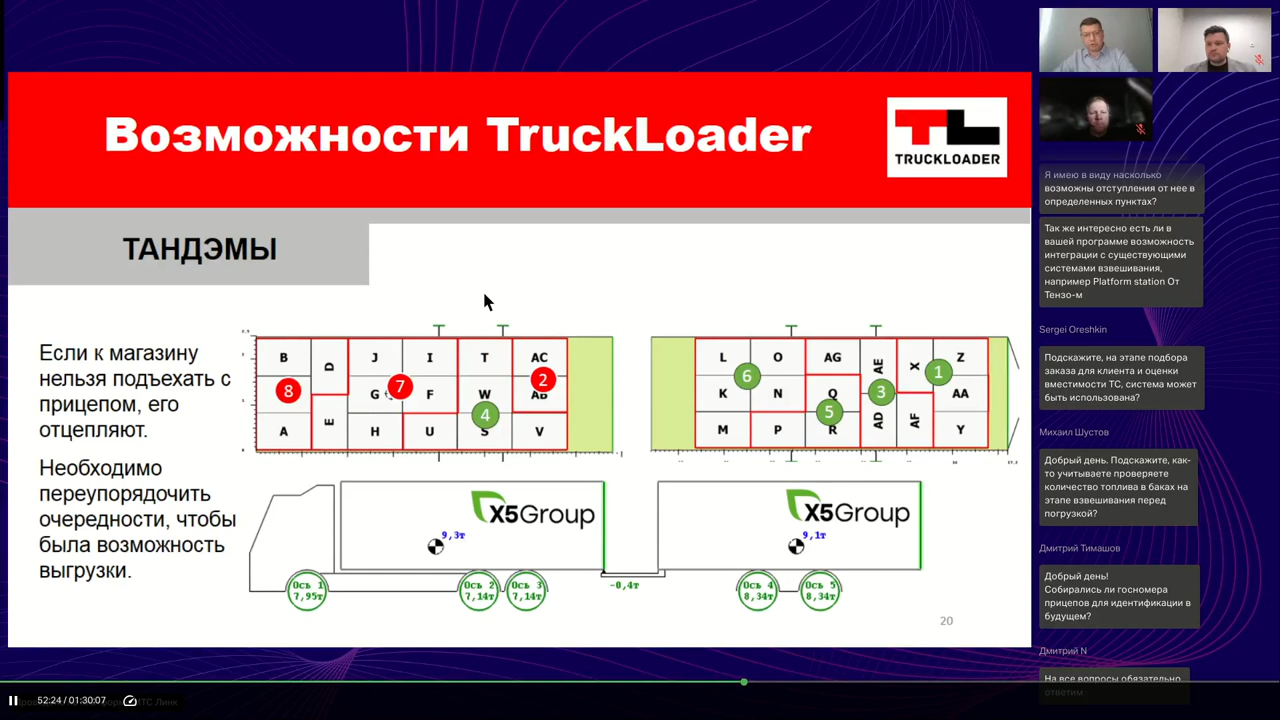 Возможности TruckLoader
TL
TRUCKLOADER
ТАНДЭМЫ
Если к магазину
нельзя подъехать с
прицепом, его
отцепляют.
Необходимо
переупорядочить
очередности, чтобы
была возможность
выгрузки.
B D J I T AC
8 7 2
G F W AB
4
A E H U S V
L O AG AE X Z
6 1
K N Q 3 AA
5
M P R AD AF Y
X5Group
9,3т
X5Group
9,1т
Ось 1
7,95т
Ось 2
7,14т
Ось 3
7,14т
-0,4т
Ось 4
8,34т
Ось 5
8,34т
20
Я имею в виду насколько
возможны отступления от нее в
определенных пунктах?
Так же интересно есть ли в
вашей программе возможность
интеграции с существующими
системами взвешивания,
например Platform station От
Тензо-м
Sergei Oreshkin
Подскажите, на этапе подбора
заказа для клиента и оценки
вместимости ТС, система может
быть использована?
Михаил Шустов
Добрый день. Подскажите, как-
то учитываете проверяете
количество топлива в баках на
этапе взвешивания перед
погрузкой?
Дмитрий Тимашов
Добрый день!
Собирались ли госномера
прицепов для идентификации в
будущем?
Дмитрий N
На все вопросы обязательно
ответим
52:24 / 01:30:07
МТС Линк